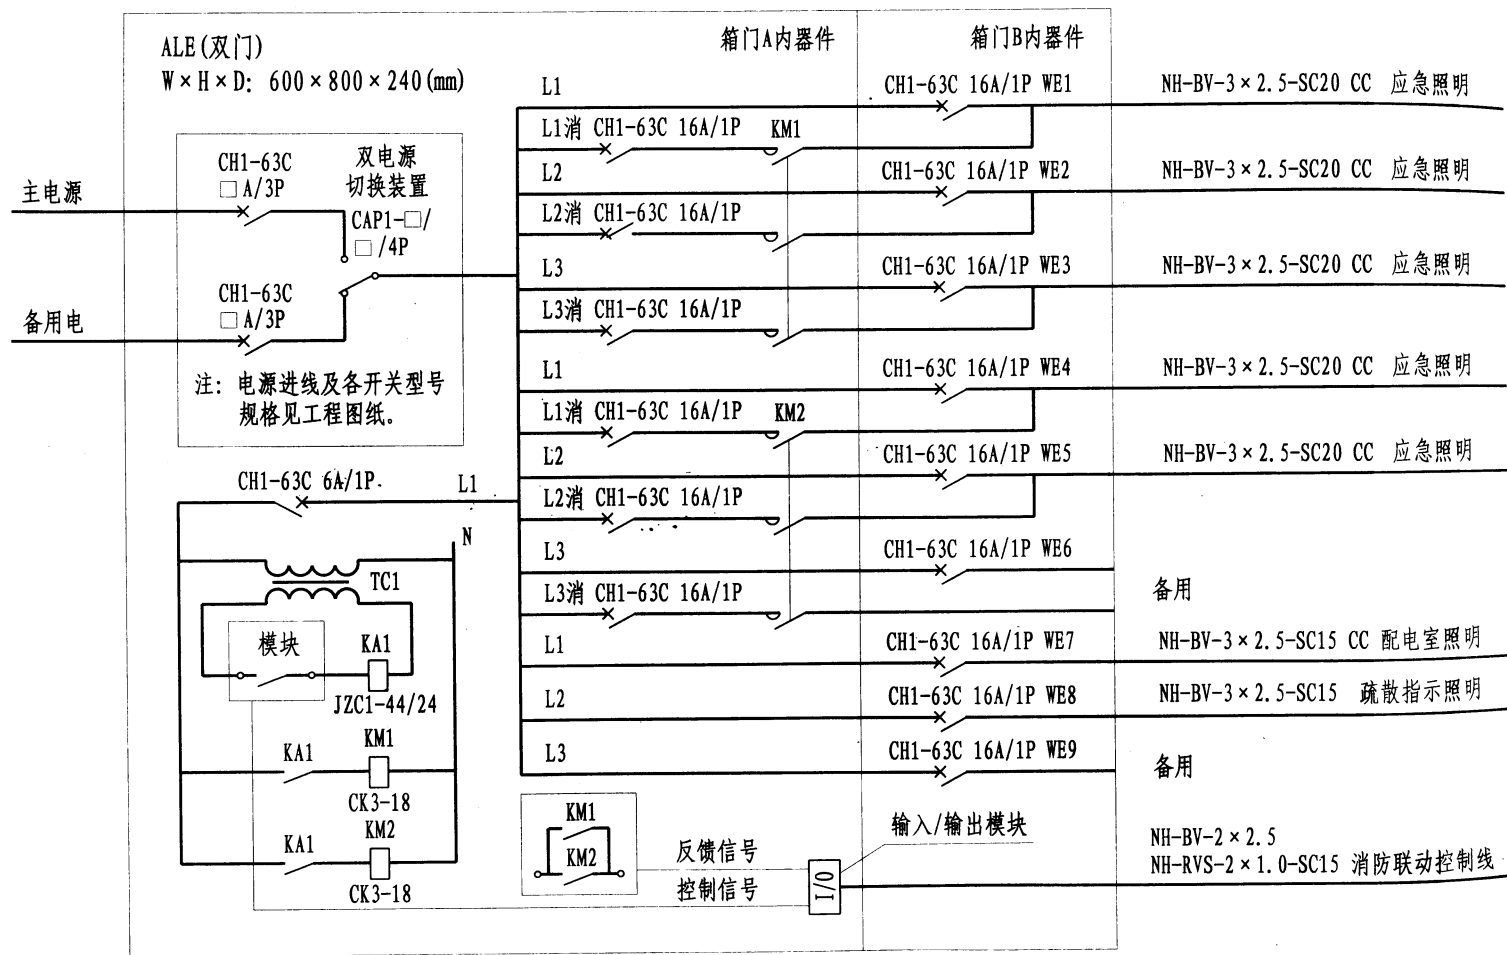 ALE(双门)
W×H×D: 600×800×240(mm)
箱门A内器件
箱门B内器件
主电源
CH1-63C
□A/3P
双电源
切换装置
CAP1-□/
□/4P
备用电
CH1-63C
□A/3P
注: 电源进线及各开关型号
规格见工程图纸。
L1
CH1-63C 16A/1P WE1
NH-BV-3×2.5-SC20 CC 应急照明
L1消 CH1-63C 16A/1P
KM1
L2
CH1-63C 16A/1P WE2
NH-BV-3×2.5-SC20 CC 应急照明
L2消 CH1-63C 16A/1P
L3
CH1-63C 16A/1P WE3
NH-BV-3×2.5-SC20 CC 应急照明
L3消 CH1-63C 16A/1P
L1
CH1-63C 16A/1P WE4
NH-BV-3×2.5-SC20 CC 应急照明
L1消 CH1-63C 16A/1P
KM2
L2
CH1-63C 16A/1P WE5
NH-BV-3×2.5-SC20 CC 应急照明
L2消 CH1-63C 16A/1P
L3
CH1-63C 16A/1P WE6
备用
L3消 CH1-63C 16A/1P
L1
CH1-63C 16A/1P WE7
NH-BV-3×2.5-SC15 CC 配电室照明
L2
CH1-63C 16A/1P WE8
NH-BV-3×2.5-SC15 疏散指示照明
L3
CH1-63C 16A/1P WE9
备用
CH1-63C 6A/1P
L1
N
TC1
模块
KA1
JZC1-44/24
KA1
KM1
CK3-18
KA1
KM2
CK3-18
KM1
KM2
反馈信号
控制信号
I/O
输入/输出模块
NH-BV-2×2.5
NH-RVS-2×1.0-SC15 消防联动控制线